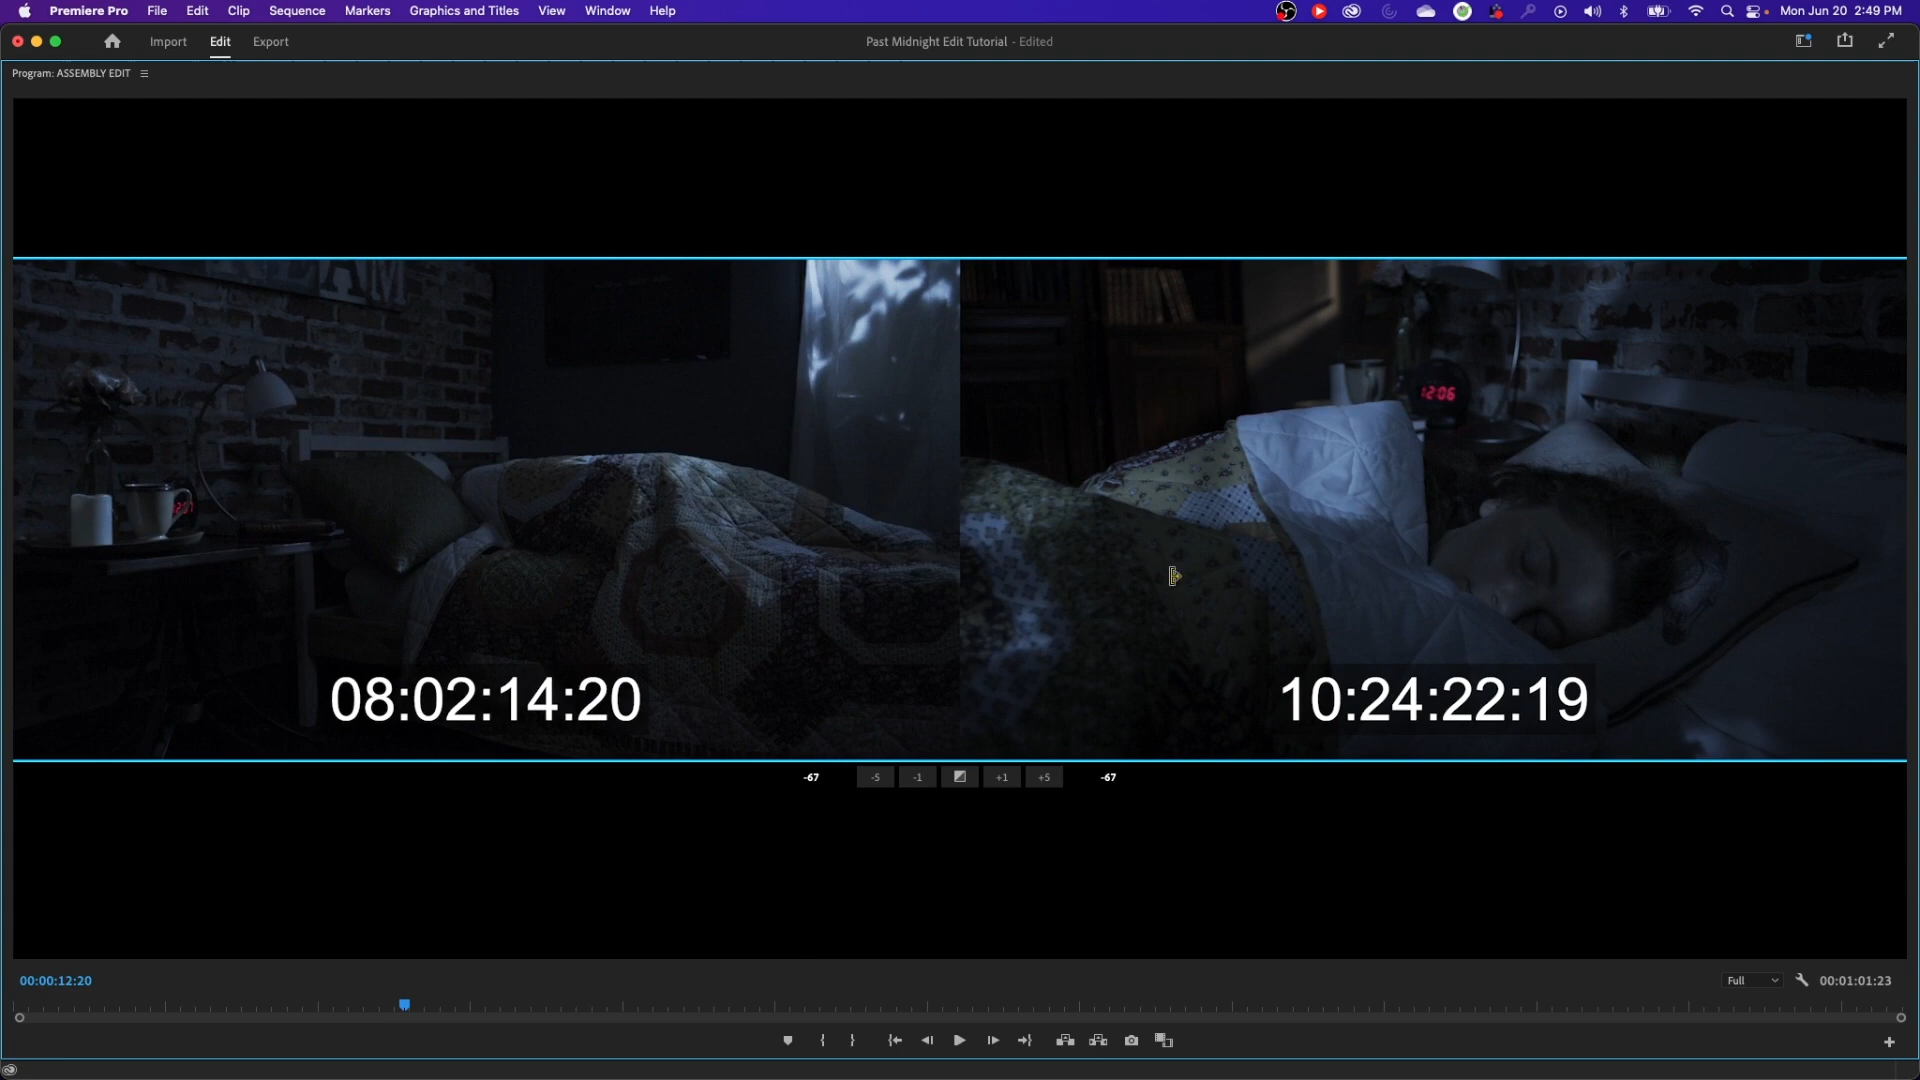 Premiere Pro File Edit Clip Sequence Markers Graphics and Titles View Window Help Mon Jun 20 2:49 PM
Import Edit Export Past Midnight Edit Tutorial - Edited
Program: ASSEMBLY EDIT
12:06
08:02:14:20 10:24:22:19
-67 -5 -1 +1 +5 -67
00:00:12:20 Full 00:01:01:23